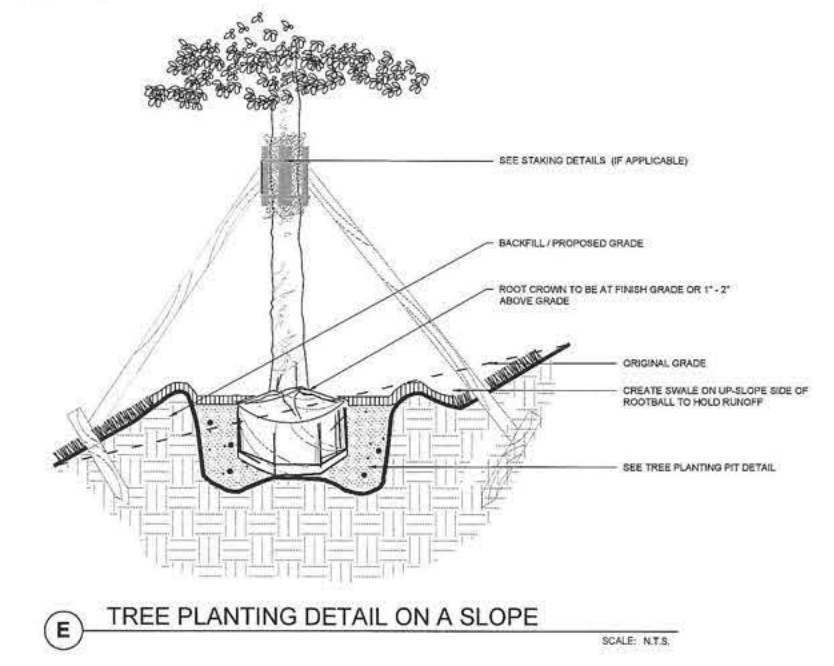 SEE STAKING DETAILS (IF APPLICABLE)
BACKFILL / PROPOSED GRADE
ROOT CROWN TO BE AT FINISH GRADE OR 1" - 2"
ABOVE GRADE
ORIGINAL GRADE
CREATE SWALE ON UP-SLOPE SIDE OF
ROOTBALL TO HOLD RUNOFF
SEE TREE PLANTING PIT DETAIL
E
TREE PLANTING DETAIL ON A SLOPE
SCALE: N.T.S.